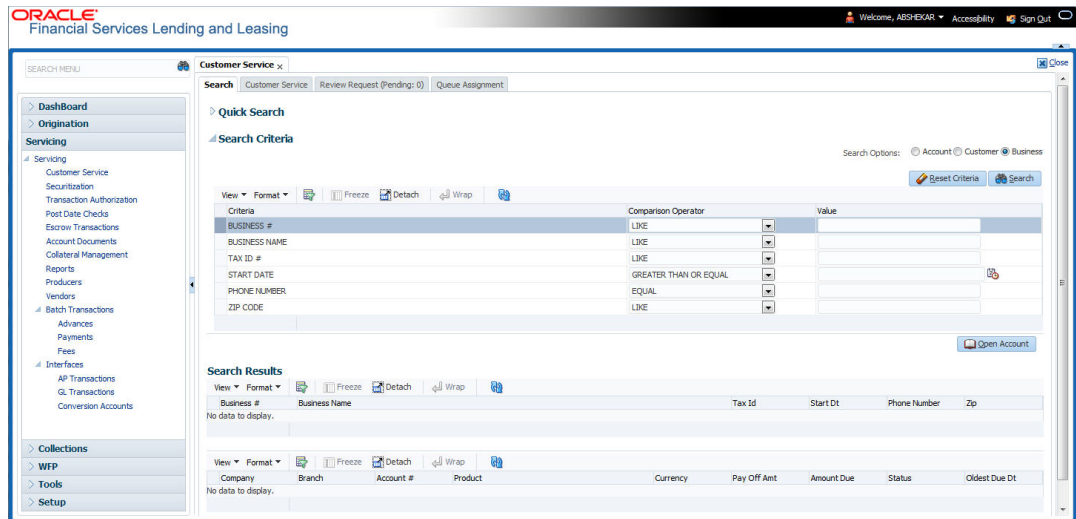 ORACLE
Financial Services Lending and Leasing
Welcome, ABSHEKAR Accessibility Sign Out
SEARCH MENU
DashBoard
Origination
Servicing
Servicing
Customer Service
Securitization
Transaction Authorization
Post Date Checks
Escrow Transactions
Account Documents
Collateral Management
Reports
Producers
Vendors
Batch Transactions
Advances
Payments
Fees
Interfaces
AP Transactions
GL Transactions
Conversion Accounts
Collections
WFP
Tools
Setup
Customer Service x
Close
Search Customer Service Review Request (Pending: 0) Queue Assignment
Quick Search
Search Criteria
Search Options: Account Customer Business
Reset Criteria Search
View Format Freeze Detach Wrap
Criteria Comparison Operator Value
BUSINESS # LIKE
BUSINESS NAME LIKE
TAX ID # LIKE
START DATE GREATER THAN OR EQUAL
PHONE NUMBER EQUAL
ZIP CODE LIKE
Open Account
Search Results
View Format Freeze Detach Wrap
Business # Business Name Tax Id Start Dt Phone Number Zip
No data to display.
View Format Freeze Detach Wrap
Company Branch Account # Product Currency Pay Off Amt Amount Due Status Oldest Due Dt
No data to display.